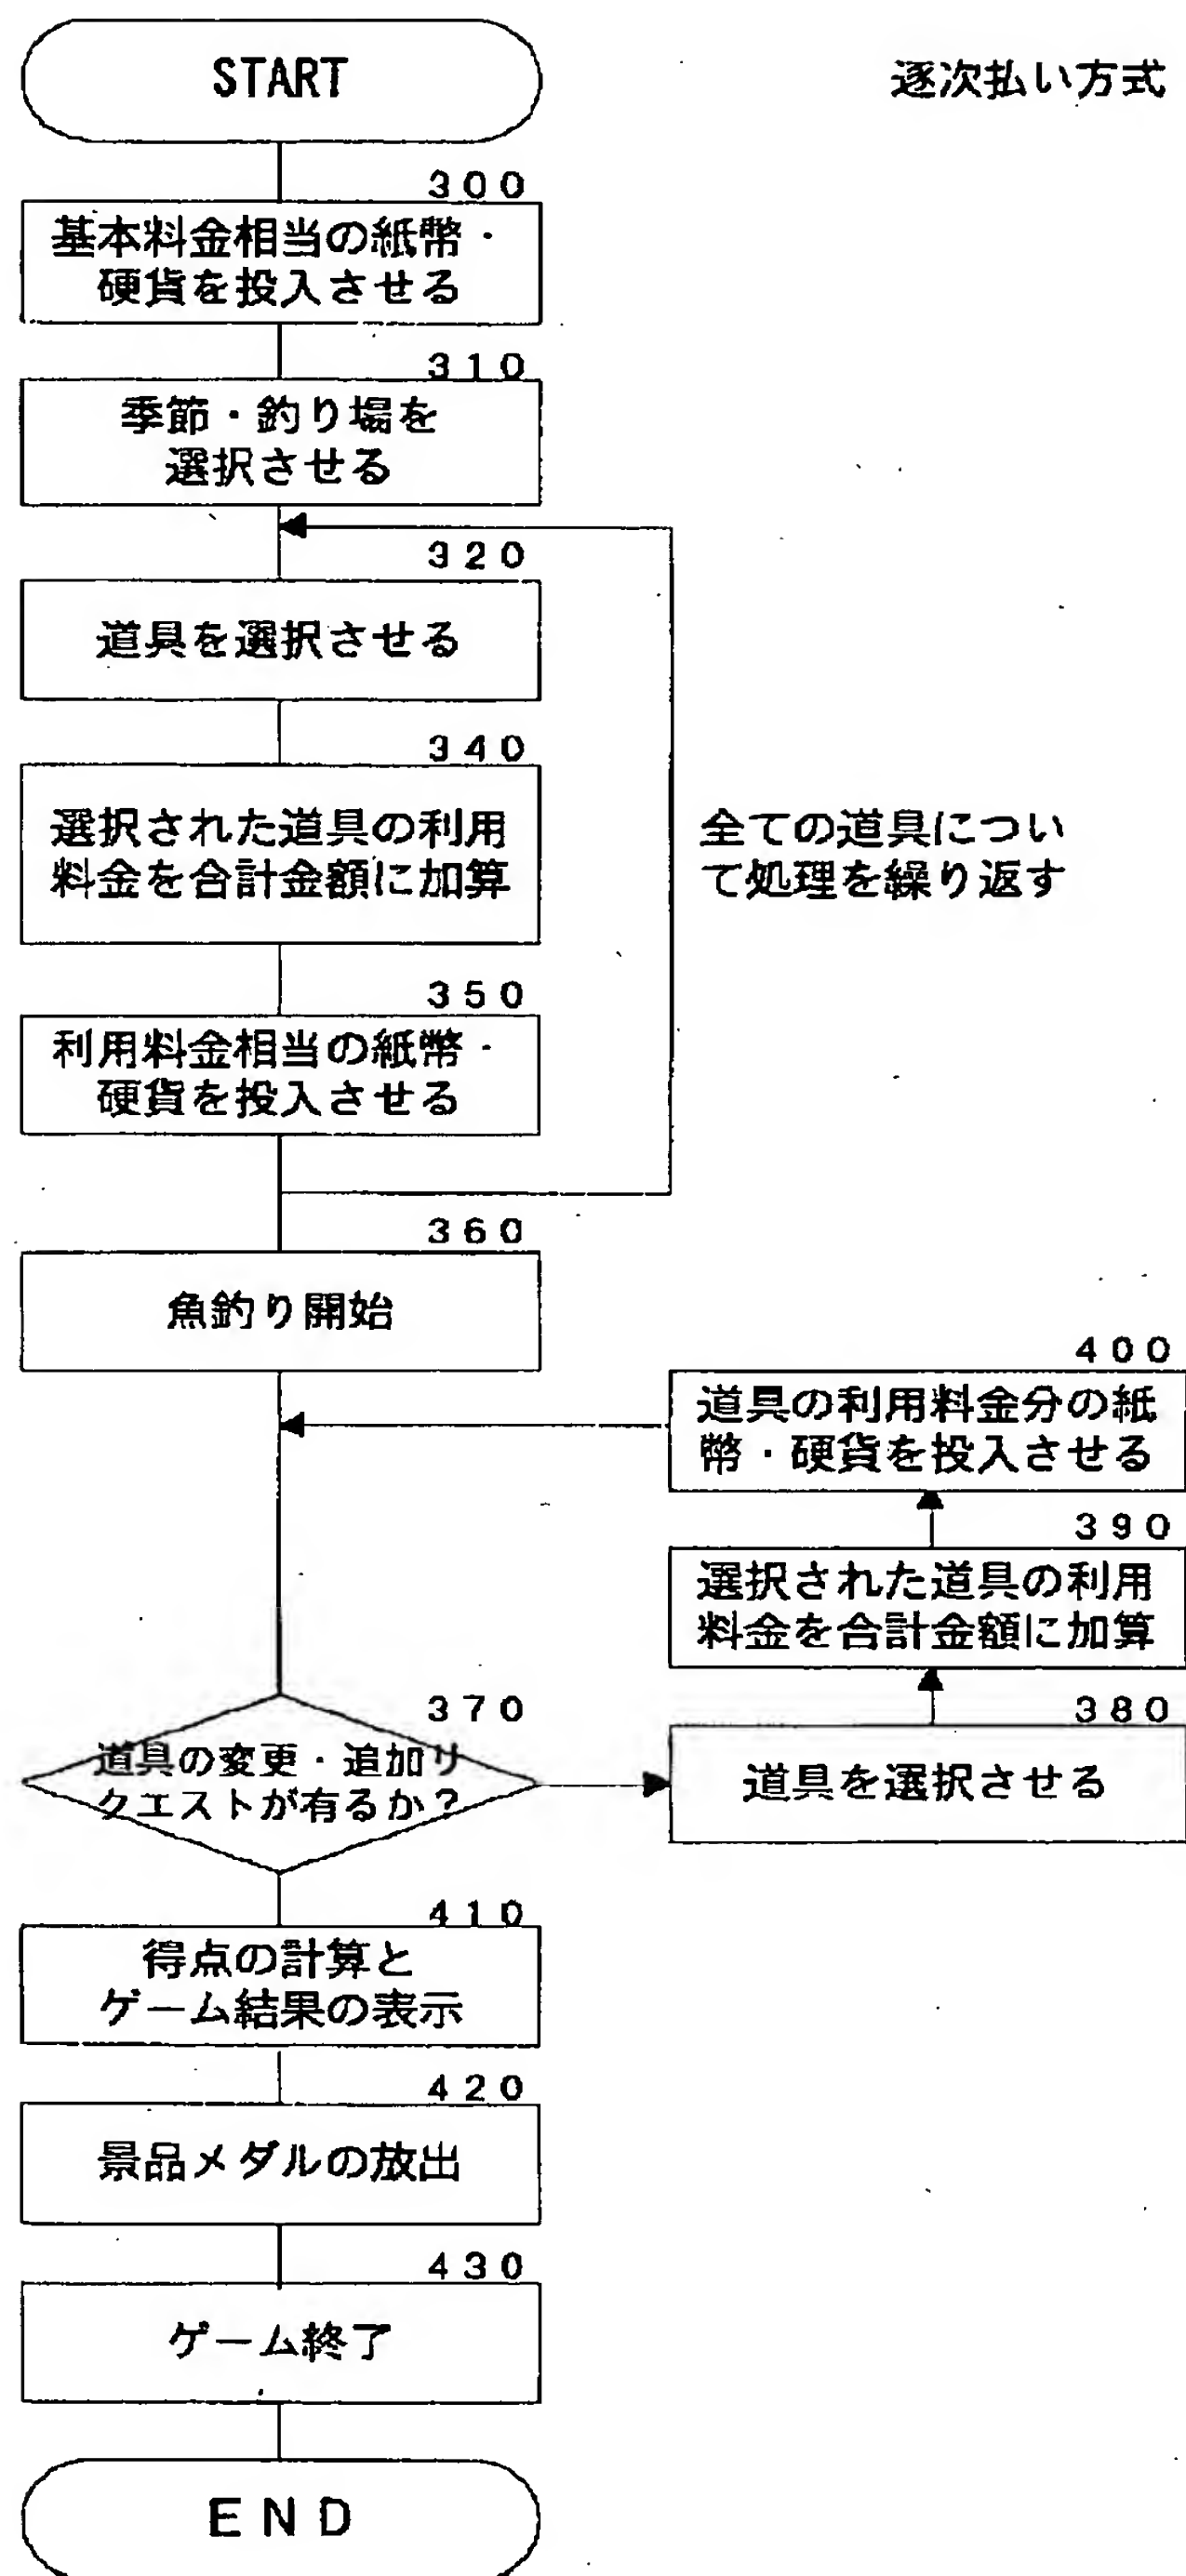 START
逐次払い方式
300
基本料金相当の紙幣・
硬貨を投入させる
310
季節・釣り場を
選択させる
320
道具を選択させる
340
選択された道具の利用
料金を合計金額に加算
全ての道具につい
て処理を繰り返す
350
利用料金相当の紙幣・
硬貨を投入させる
360
魚釣り開始
400
道具の利用料金分の紙
幣・硬貨を投入させる
390
選択された道具の利用
料金を合計金額に加算
370
道具の変更・追加リ
クエストが有るか？
380
道具を選択させる
410
得点の計算と
ゲーム結果の表示
420
景品メダルの放出
430
ゲーム終了
END